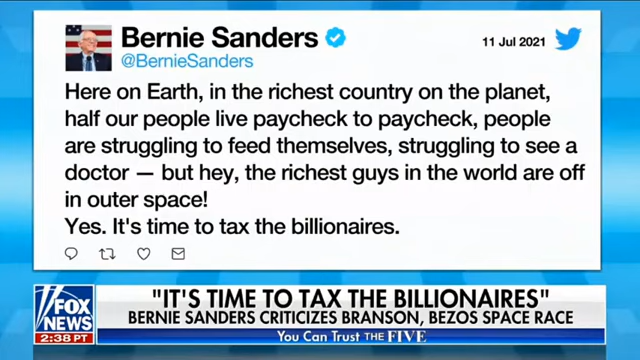 Bernie Sanders
@BernieSanders
11 Jul 2021
Here on Earth, in the richest country on the planet,
half our people live paycheck to paycheck, people
are struggling to feed themselves, struggling to see a
doctor — but hey, the richest guys in the world are off
in outer space!
Yes. It's time to tax the billionaires.
FOX
NEWS
2:38 PT
"IT'S TIME TO TAX THE BILLIONAIRES"
BERNIE SANDERS CRITICIZES BRANSON, BEZOS SPACE RACE
You Can Trust THE FIVE